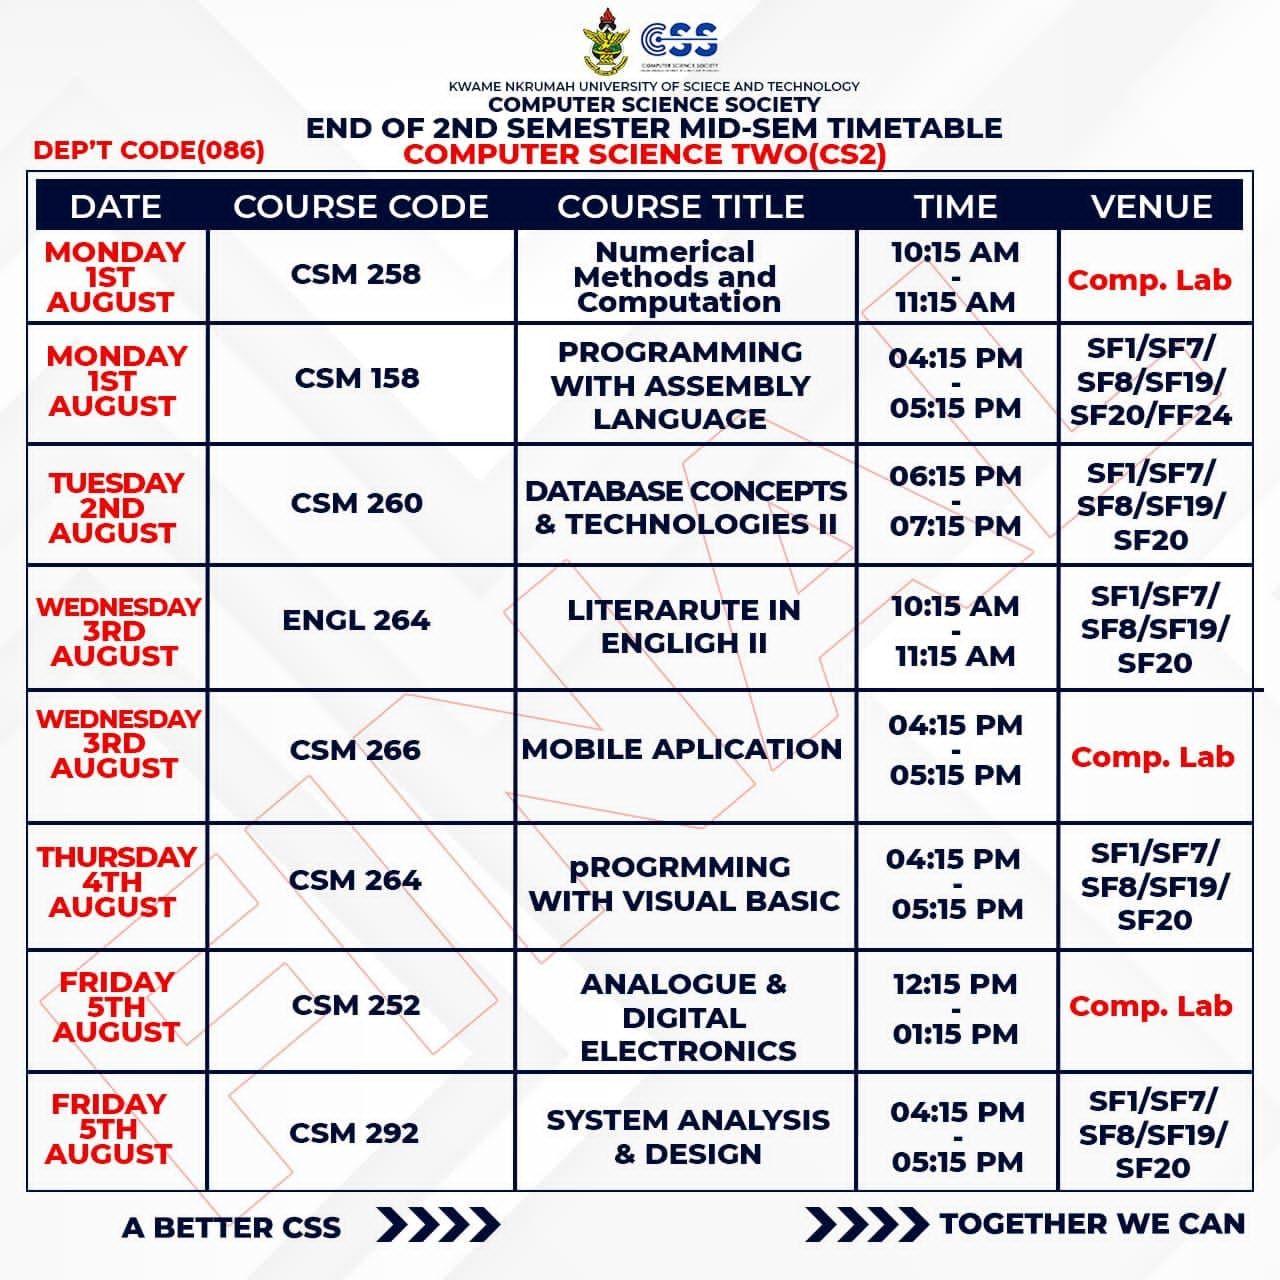 CSS
COMPUTER SCIENCE SOCIETY
KWAME NKRUMAH UNIVERSITY OF SCIECE AND TECHNOLOGY
COMPUTER SCIENCE SOCIETY
END OF 2ND SEMESTER MID-SEM TIMETABLE
DEP'T CODE(086)
COMPUTER SCIENCE TWO(CS2)
DATE COURSE CODE COURSE TITLE TIME VENUE
MONDAY
1ST
AUGUST
CSM 258
Numerical
Methods and
Computation
10:15 AM
-
11:15 AM
Comp. Lab
MONDAY
1ST
AUGUST
CSM 158
PROGRAMMING
WITH ASSEMBLY
LANGUAGE
04:15 PM
-
05:15 PM
SF1/SF7/
SF8/SF19/
SF20/FF24
TUESDAY
2ND
AUGUST
CSM 260
DATABASE CONCEPTS
& TECHNOLOGIES II
06:15 PM
-
07:15 PM
SF1/SF7/
SF8/SF19/
SF20
WEDNESDAY
3RD
AUGUST
ENGL 264
LITERARUTE IN
ENGLIGH II
10:15 AM
-
11:15 AM
SF1/SF7/
SF8/SF19/
SF20
WEDNESDAY
3RD
AUGUST
CSM 266
MOBILE APLICATION
04:15 PM
-
05:15 PM
Comp. Lab
THURSDAY
4TH
AUGUST
CSM 264
pROGRMMING
WITH VISUAL BASIC
04:15 PM
-
05:15 PM
SF1/SF7/
SF8/SF19/
SF20
FRIDAY
5TH
AUGUST
CSM 252
ANALOGUE &
DIGITAL
ELECTRONICS
12:15 PM
-
01:15 PM
Comp. Lab
FRIDAY
5TH
AUGUST
CSM 292
SYSTEM ANALYSIS
& DESIGN
04:15 PM
-
05:15 PM
SF1/SF7/
SF8/SF19/
SF20
FINAL
A BETTER CSS
TOGETHER WE CAN